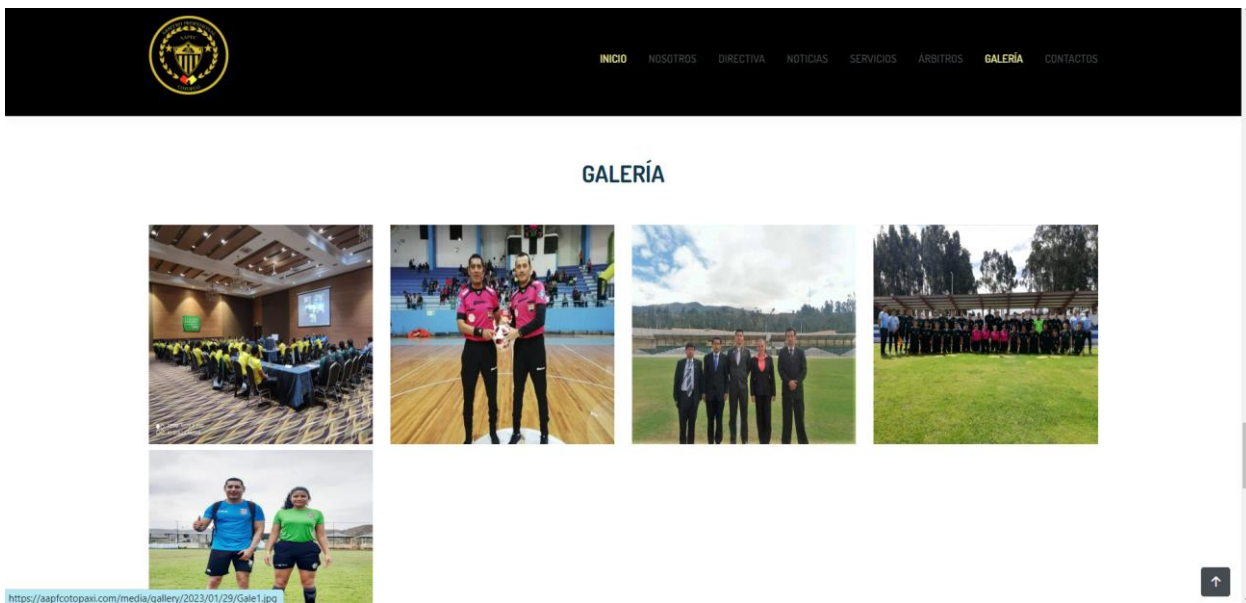 INICIO NOSOTROS DIRECTIVA NOTICIAS SERVICIOS ÁRBITROS GALERÍA CONTACTOS
GALERÍA
https://aapfcotopaxi.com/media/gallery/2023/01/29/Gale1.jpg